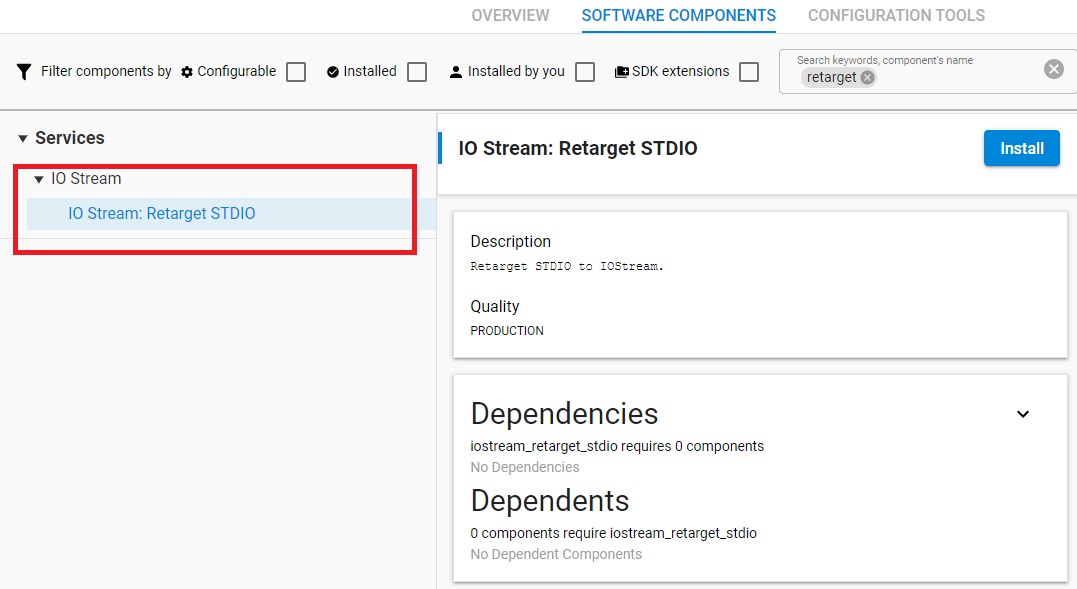 OVERVIEW SOFTWARE COMPONENTS CONFIGURATION TOOLS
Filter components by Configurable Installed Installed by you SDK extensions
Search keywords, component's name
retarget
Services
IO Stream
IO Stream: Retarget STDIO
IO Stream: Retarget STDIO
Install
Description
Retarget STDIO to IOStream.
Quality
PRODUCTION
Dependencies
iostream_retarget_stdio requires 0 components
No Dependencies
Dependents
0 components require iostream_retarget_stdio
No Dependent Components